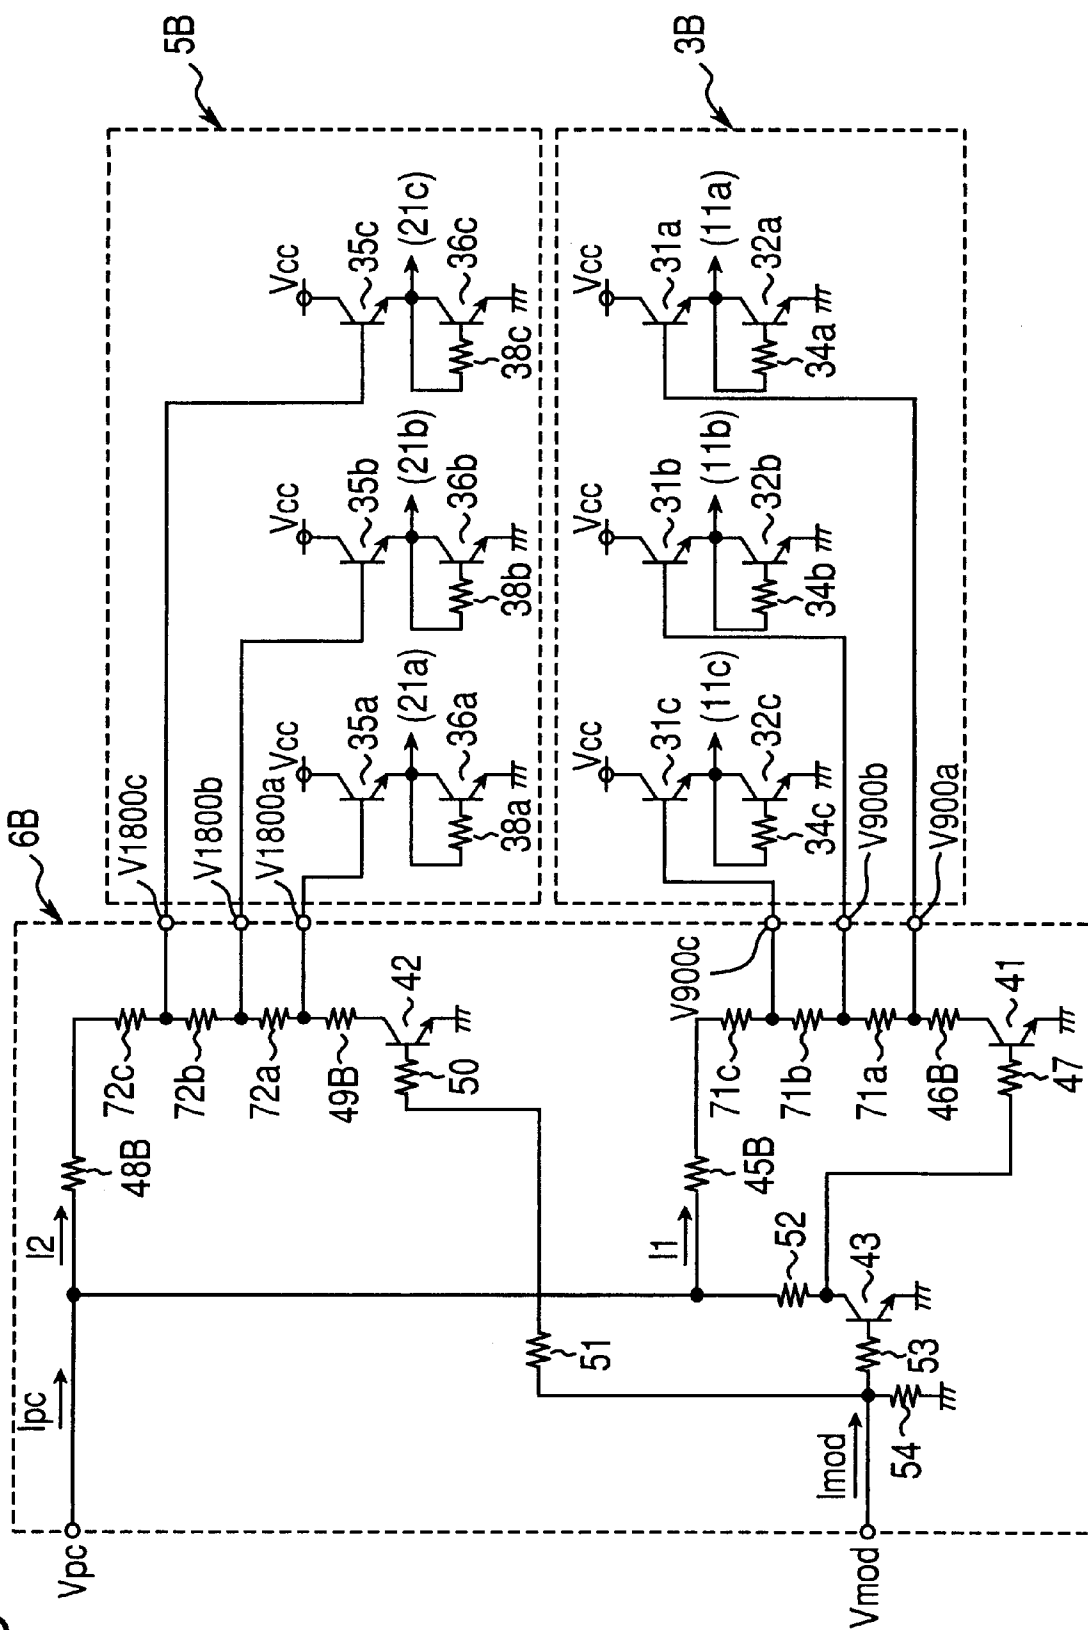 6B
5B
3B
Vpc
Ipc
I2
48B
72c
72b
72a
49B
42
50
51
V1800c
V1800b
V1800a
Vcc
35a
(21a)
36a
38a
Vcc
35b
(21b)
36b
38b
Vcc
35c
(21c)
36c
38c
I1
45B
71c
71b
71a
46B
41
47
52
43
53
54
Imod
Vmod
V900c
V900b
V900a
Vcc
31c
(11c)
32c
34c
Vcc
31b
(11b)
32b
34b
Vcc
31a
(11a)
32a
34a